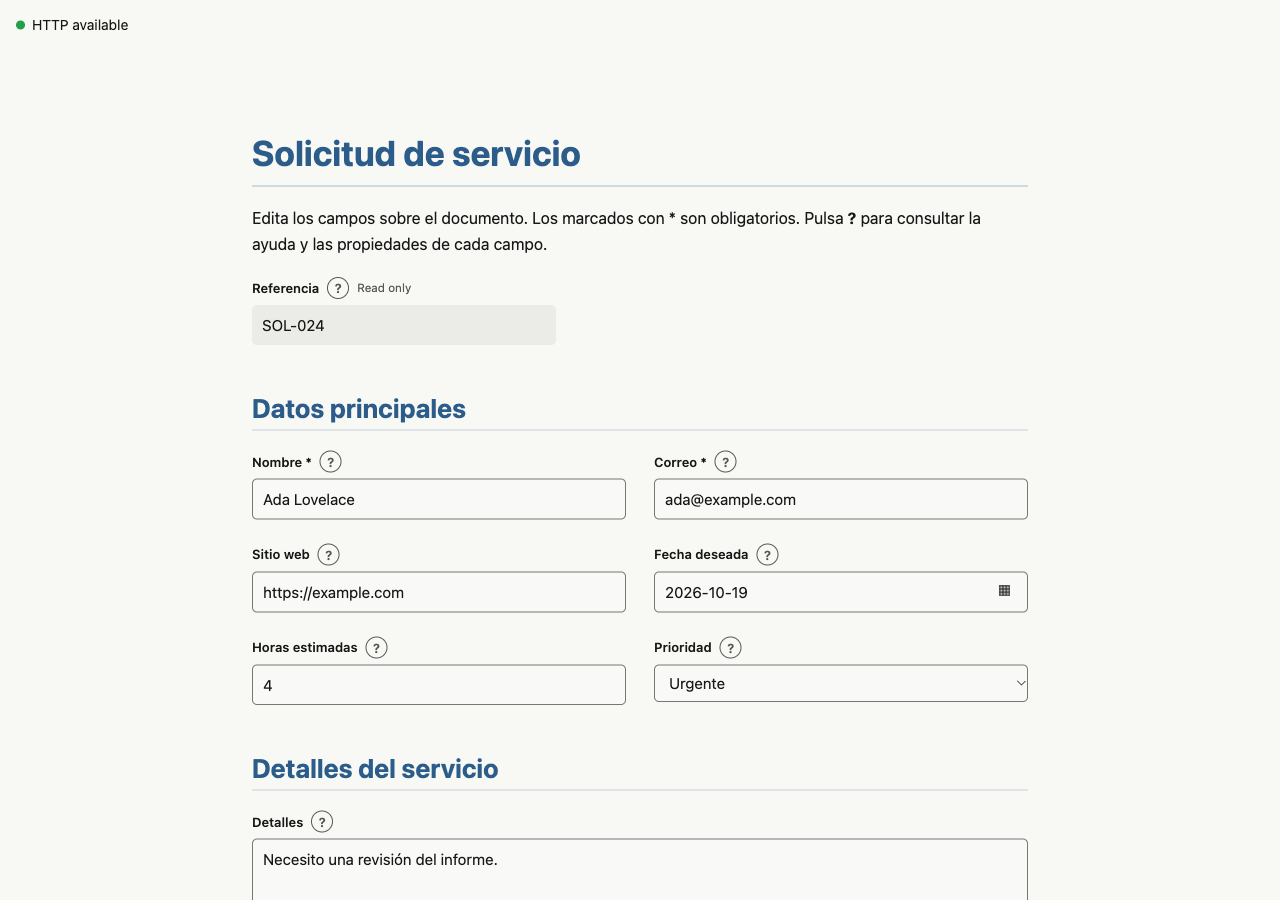 HTTP available
Solicitud de servicio
Edita los campos sobre el documento. Los marcados con * son obligatorios. Pulsa ? para consultar la
ayuda y las propiedades de cada campo.
Referencia ? Read only
SOL-024
Datos principales
Nombre * ?
Ada Lovelace
Correo * ?
ada@example.com
Sitio web ?
https://example.com
Fecha deseada ?
2026-10-19
Horas estimadas ?
4
Prioridad ?
Urgente
Detalles del servicio
Detalles ?
Necesito una revisión del informe.